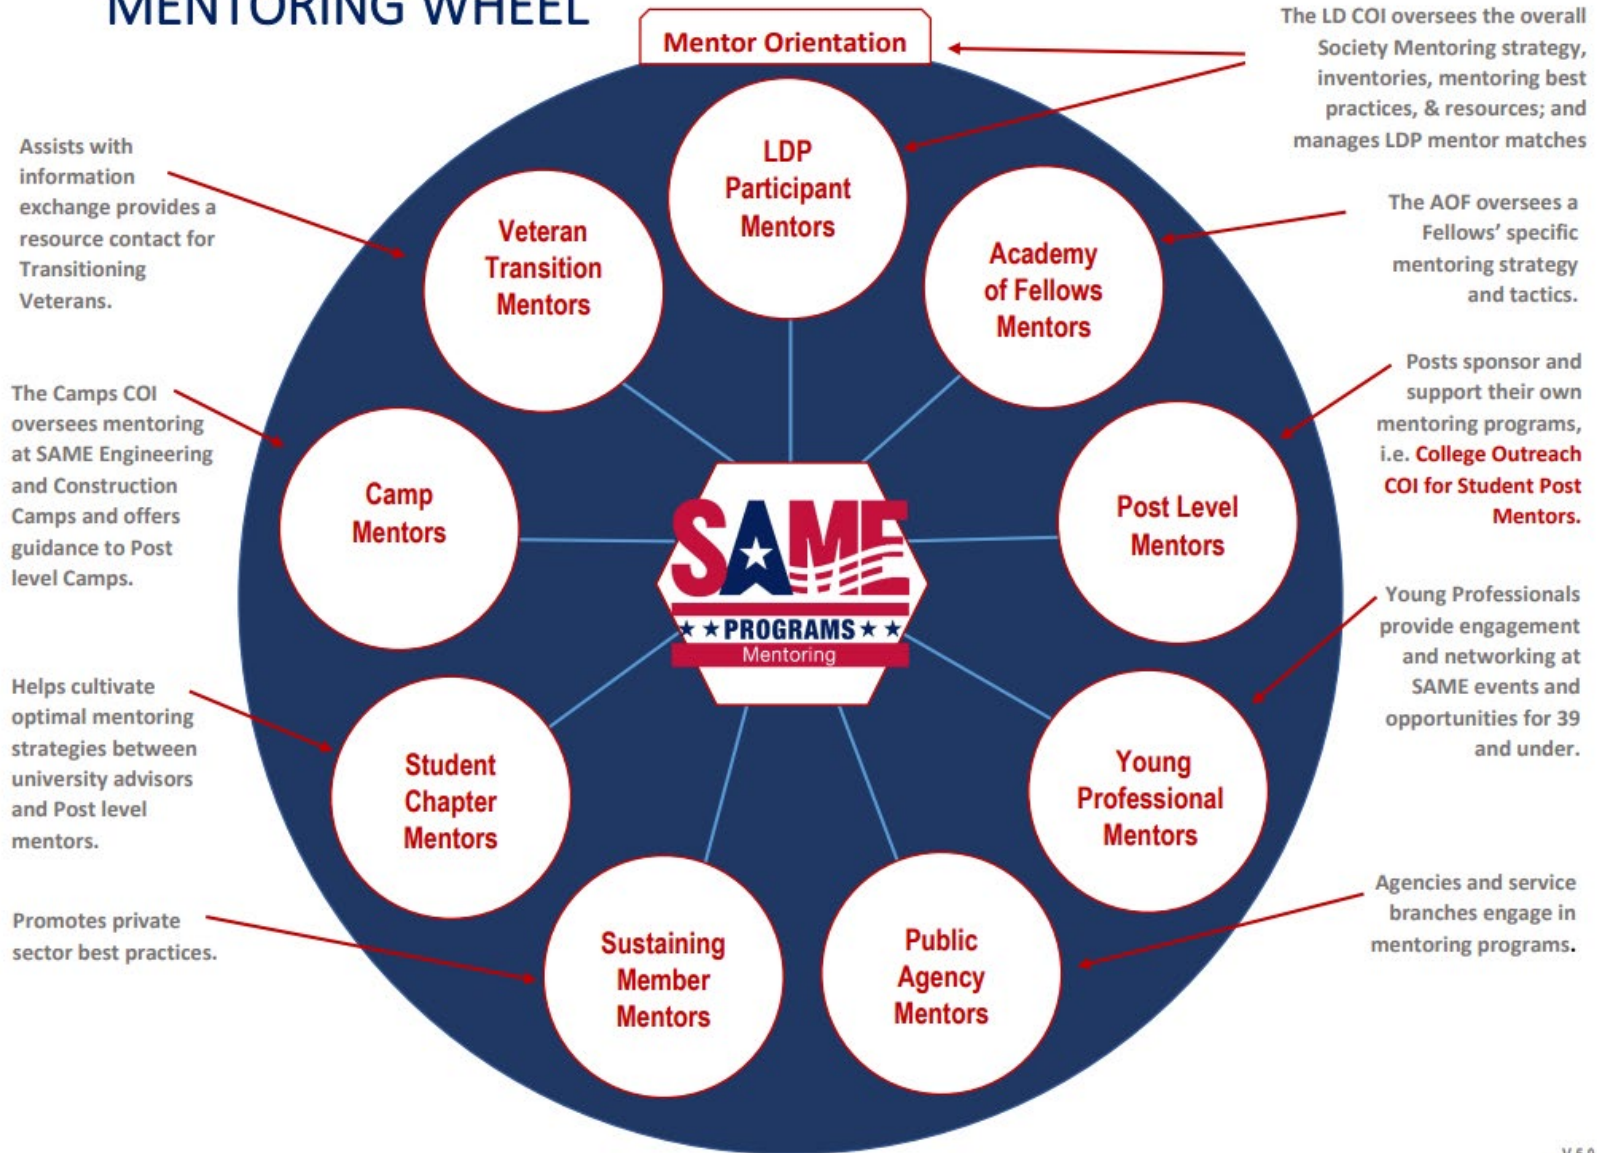 MENTORING WHEEL
Mentor Orientation
The LD COI oversees the overall
Society Mentoring strategy,
inventories, mentoring best
practices, & resources; and
manages LDP mentor matches
LDP
Participant
Mentors
Assists with
information
exchange provides a
resource contact for
Transitioning
Veterans.
Veteran
Transition
Mentors
Academy
of Fellows
Mentors
The AOF oversees a
Fellows’ specific
mentoring strategy
and tactics.
The Camps COI
oversees mentoring
at SAME Engineering
and Construction
Camps and offers
guidance to Post
level Camps.
Camp
Mentors
Post Level
Mentors
Posts sponsor and
support their own
mentoring programs,
i.e. College Outreach
COI for Student Post
Mentors.
SAME
PROGRAMS
Mentoring
Helps cultivate
optimal mentoring
strategies between
university advisors
and Post level
mentors.
Student
Chapter
Mentors
Young
Professional
Mentors
Young Professionals
provide engagement
and networking at
SAME events and
opportunities for 39
and under.
Promotes private
sector best practices.
Sustaining
Member
Mentors
Public
Agency
Mentors
Agencies and service
branches engage in
mentoring programs.